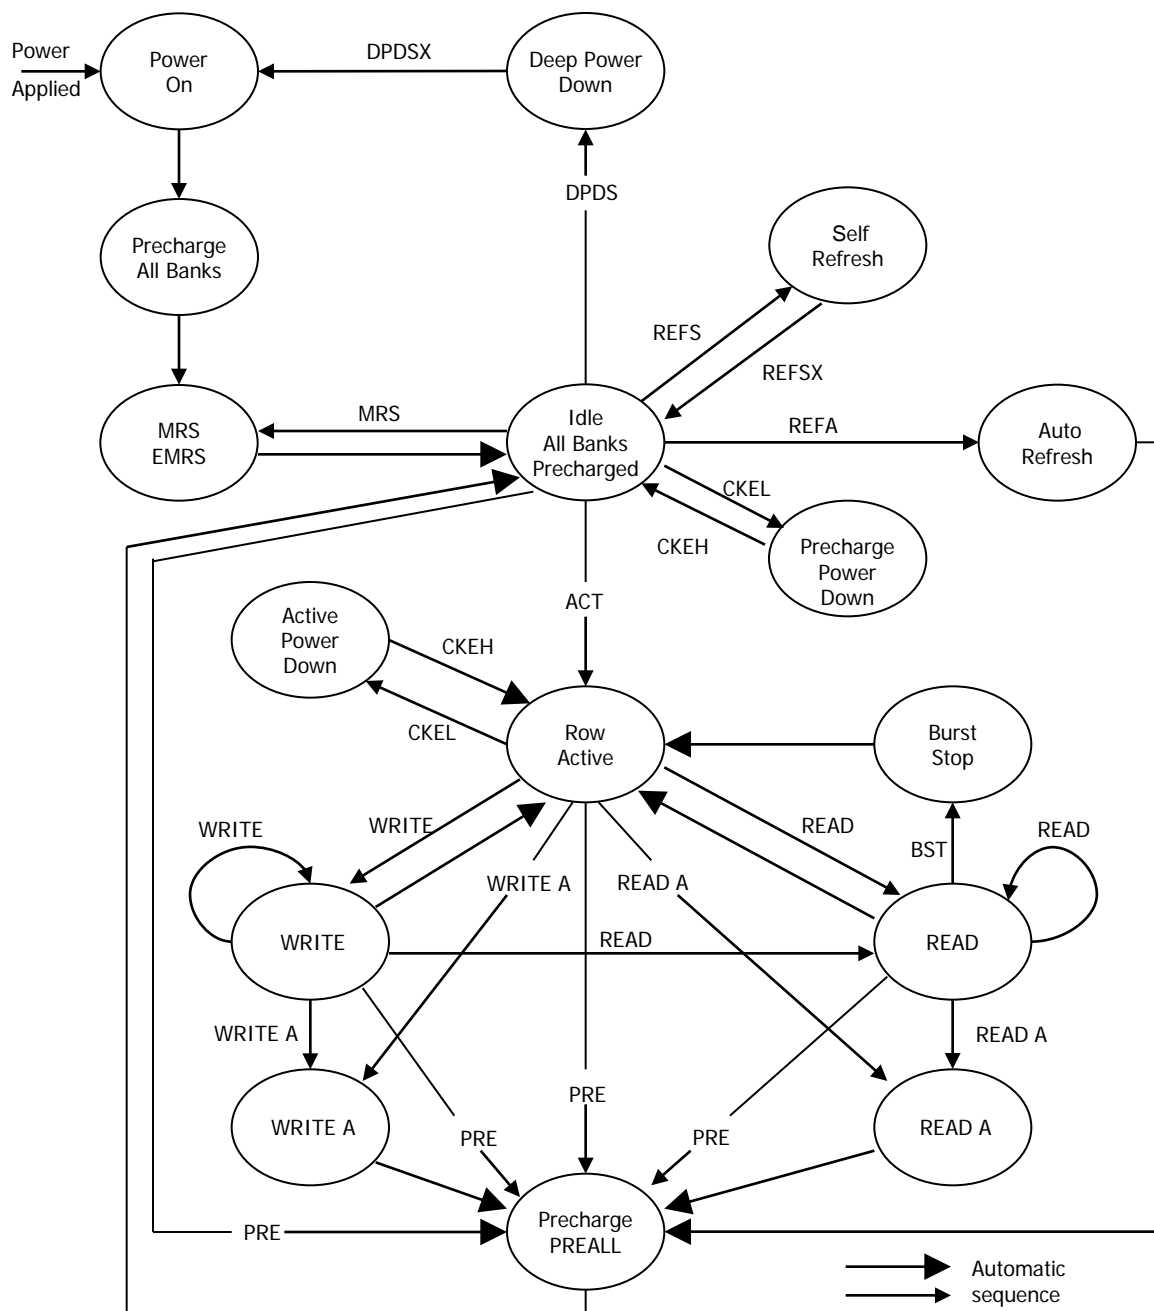 Power
Applied
Power
On
DPDSX
Deep Power
Down
DPDS
Precharge
All Banks
Self
Refresh
REFS
REFSX
MRS
EMRS
MRS
Idle
All Banks
Precharged
REFA
Auto
Refresh
CKEL
CKEH
Precharge
Power
Down
ACT
Active
Power
Down
CKEH
CKEL
Row
Active
Burst
Stop
WRITE
WRITE
READ
BST
READ
WRITE A
READ A
WRITE
READ
READ
WRITE A
READ A
WRITE A
PRE
PRE
PRE
READ A
PRE
Precharge
PREALL
Automatic
sequence